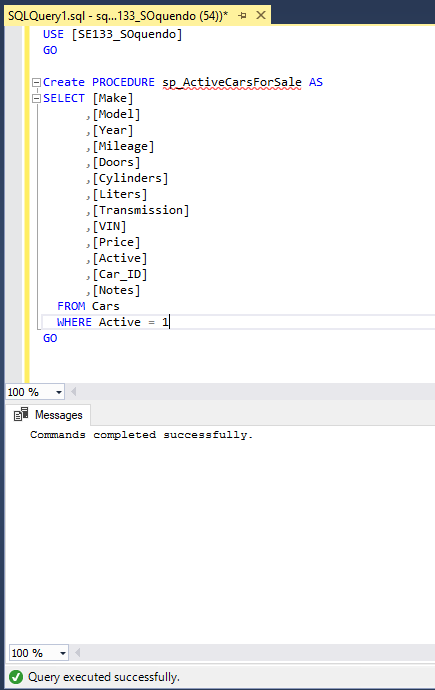 SQLQuery1.sql - sq...133_SOquendo (54))*
USE [SE133_SOquendo]
GO
Create PROCEDURE sp_ActiveCarsForSale AS
SELECT [Make]
,[Model]
,[Year]
,[Mileage]
,[Doors]
,[Cylinders]
,[Liters]
,[Transmission]
,[VIN]
,[Price]
,[Active]
,[Car_ID]
,[Notes]
FROM Cars
WHERE Active = 1
GO
100 %
Messages
Commands completed successfully.
100 %
Query executed successfully.